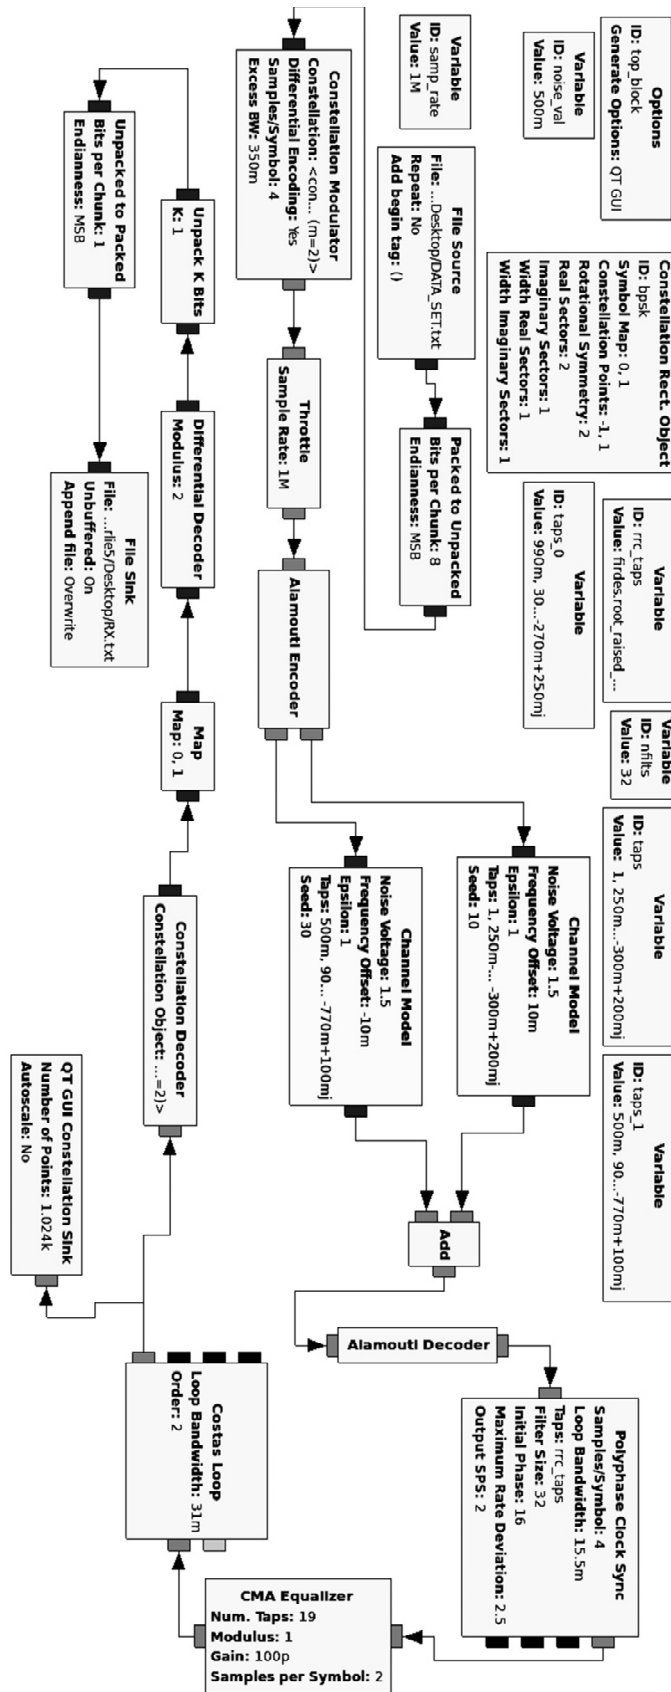 Options
ID: top_block
Generate Options: QT GUI
Variable
ID: noise_val
Value: 500m
Variable
ID: samp_rate
Value: 1M
Constellation Rect. Object
ID: bpsk
Symbol Map: 0, 1
Constellation Points: -1, 1
Rotational Symmetry: 2
Real Sectors: 2
Imaginary Sectors: 1
Width Real Sectors: 1
Width Imaginary Sectors: 1
Variable
ID: rrc_taps
Value: firdes.root_raised_...
Variable
ID: taps_0
Value: 990m, 30...-270m+250mj
Variable
ID: nfilts
Value: 32
Variable
ID: taps
Value: 1, 250m...-300m+200mj
Variable
ID: taps_1
Value: 500m, 90...-770m+100mj
File Source
File: ...Desktop/DATA_SET.txt
Repeat: No
Add begin tag: ()
Packed to Unpacked
Bits per Chunk: 8
Endianness: MSB
Constellation Modulator
Constellation: <con... (m=2)>
Differential Encoding: Yes
Samples/Symbol: 4
Excess BW: 350m
Throttle
Sample Rate: 1M
Alamouti Encoder
Channel Model
Noise Voltage: 1.5
Frequency Offset: 10m
Epsilon: 1
Taps: 1, 250m-... -300m+200mj
Seed: 10
Channel Model
Noise Voltage: 1.5
Frequency Offset: -10m
Epsilon: 1
Taps: 500m, 90... -770m+100mj
Seed: 30
Add
Alamouti Decoder
Polyphase Clock Sync
Samples/Symbol: 4
Loop Bandwidth: 15.5m
Taps: rrc_taps
Filter Size: 32
Initial Phase: 16
Maximum Rate Deviation: 2.5
Output SPS: 2
CMA Equalizer
Num. Taps: 19
Modulus: 1
Gain: 100p
Samples per Symbol: 2
Costas Loop
Loop Bandwidth: 31m
Order: 2
QT GUI Constellation Sink
Number of Points: 1.024k
Autoscale: No
Constellation Decoder
Constellation Object: ...=2)>
Map
Map: 0, 1
Differential Decoder
Modulus: 2
Unpack K Bits
K: 1
Unpacked to Packed
Bits per Chunk: 1
Endianness: MSB
File Sink
File: ...rlie5/Desktop/RX.txt
Unbuffered: On
Append file: Overwrite